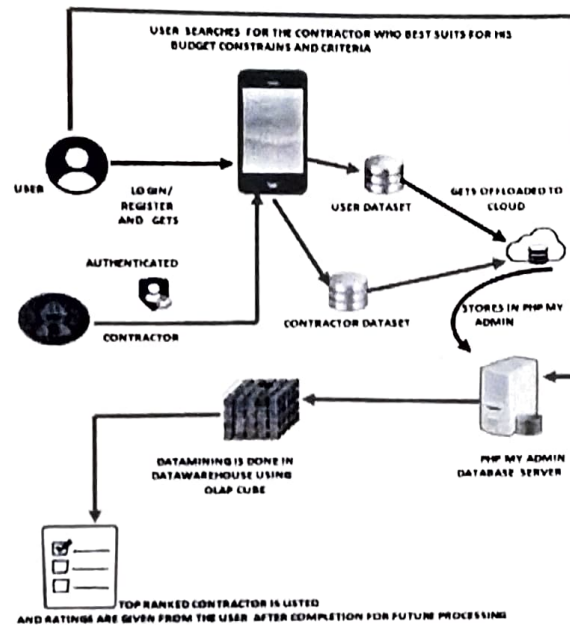 USER SEARCHES FOR THE CONTRACTOR WHO BEST SUITS FOR HIS
BUDGET CONSTRAINS AND CRITERIA
USER
LOGIN/
REGISTER
AND GETS
USER DATASET
GETS OFFLOADED TO
CLOUD
AUTHENTICATED
CONTRACTOR
CONTRACTOR DATASET
STORES IN PHP MY
ADMIN
DATAMINING IS DONE IN
DATAWAREHOUSE USING
OLAP CUBE
PHP MY ADMIN
DATABASE SERVER
TOP RANKED CONTRACTOR IS LISTED
AND RATINGS ARE GIVEN FROM THE USER AFTER COMPLETION FOR FUTURE PROCESSING